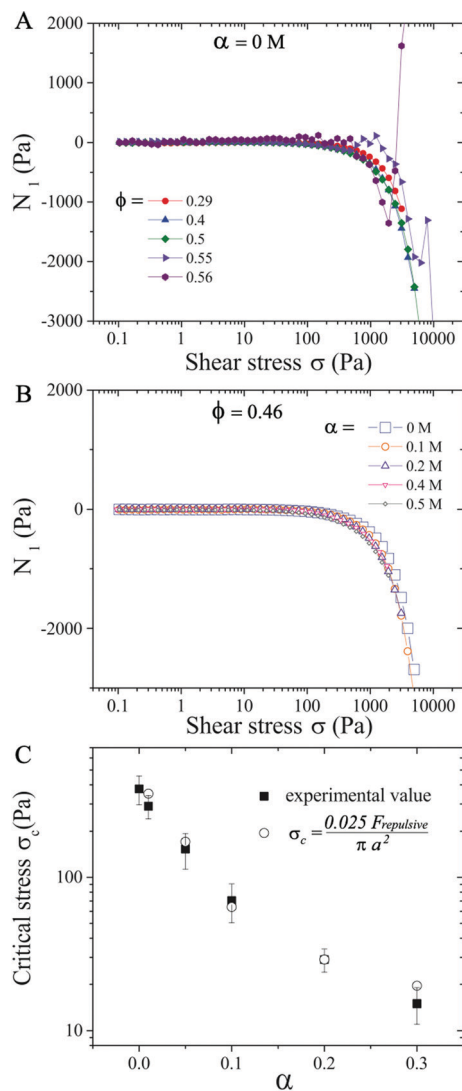 A
α = 0 M
2000
1000
0
-1000
-2000
-3000
N1 (Pa)
ϕ =
0.29
0.4
0.5
0.55
0.56
0.1 1 10 100 1000 10000
Shear stress σ (Pa)
B
ϕ = 0.46
2000
0
-2000
N1 (Pa)
α =
0 M
0.1 M
0.2 M
0.4 M
0.5 M
0.1 1 10 100 1000 10000
Shear stress σ (Pa)
C
Critical stress σc(Pa)
100
10
experimental value
σc = 0.025 Frepulsive / π a²
0.0 0.1 0.2 0.3
α